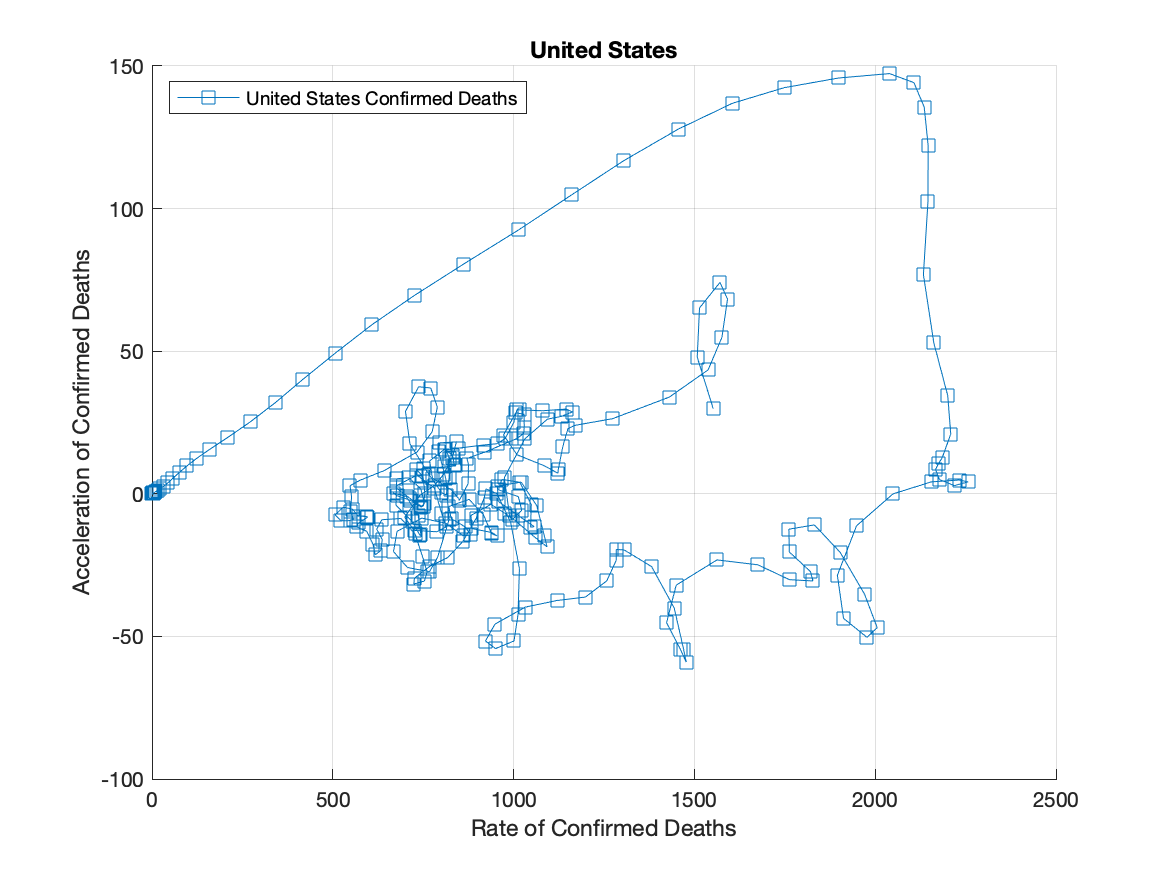 United States
United States Confirmed Deaths
150
100
50
0
-50
-100
Acceleration of Confirmed Deaths
0 500 1000 1500 2000 2500
Rate of Confirmed Deaths